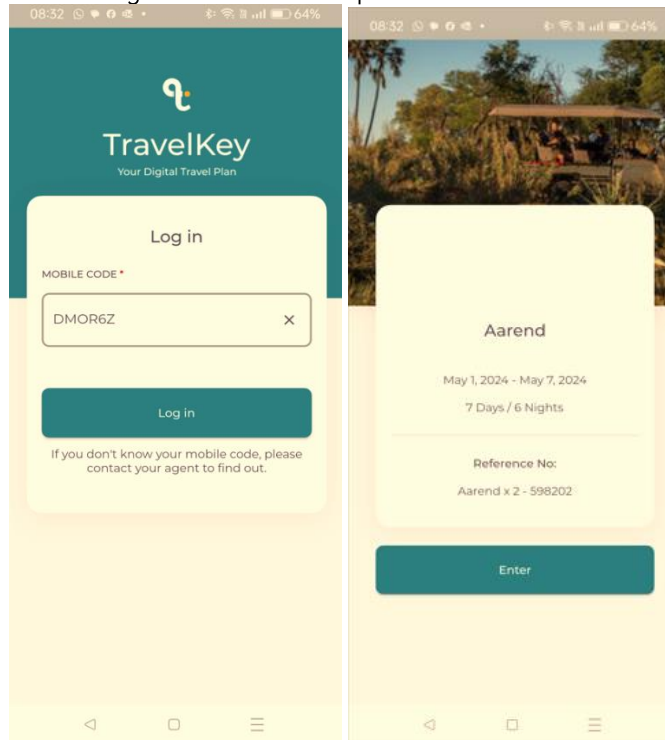 08:32
64%
TravelKey
Your Digital Travel Plan
Log in
MOBILE CODE *
DMOR6Z
Log in
If you don't know your mobile code, please
contact your agent to find out.
08:32
64%
Aarend
May 1, 2024 - May 7, 2024
7 Days / 6 Nights
Reference No:
Aarend x 2 - 598202
Enter